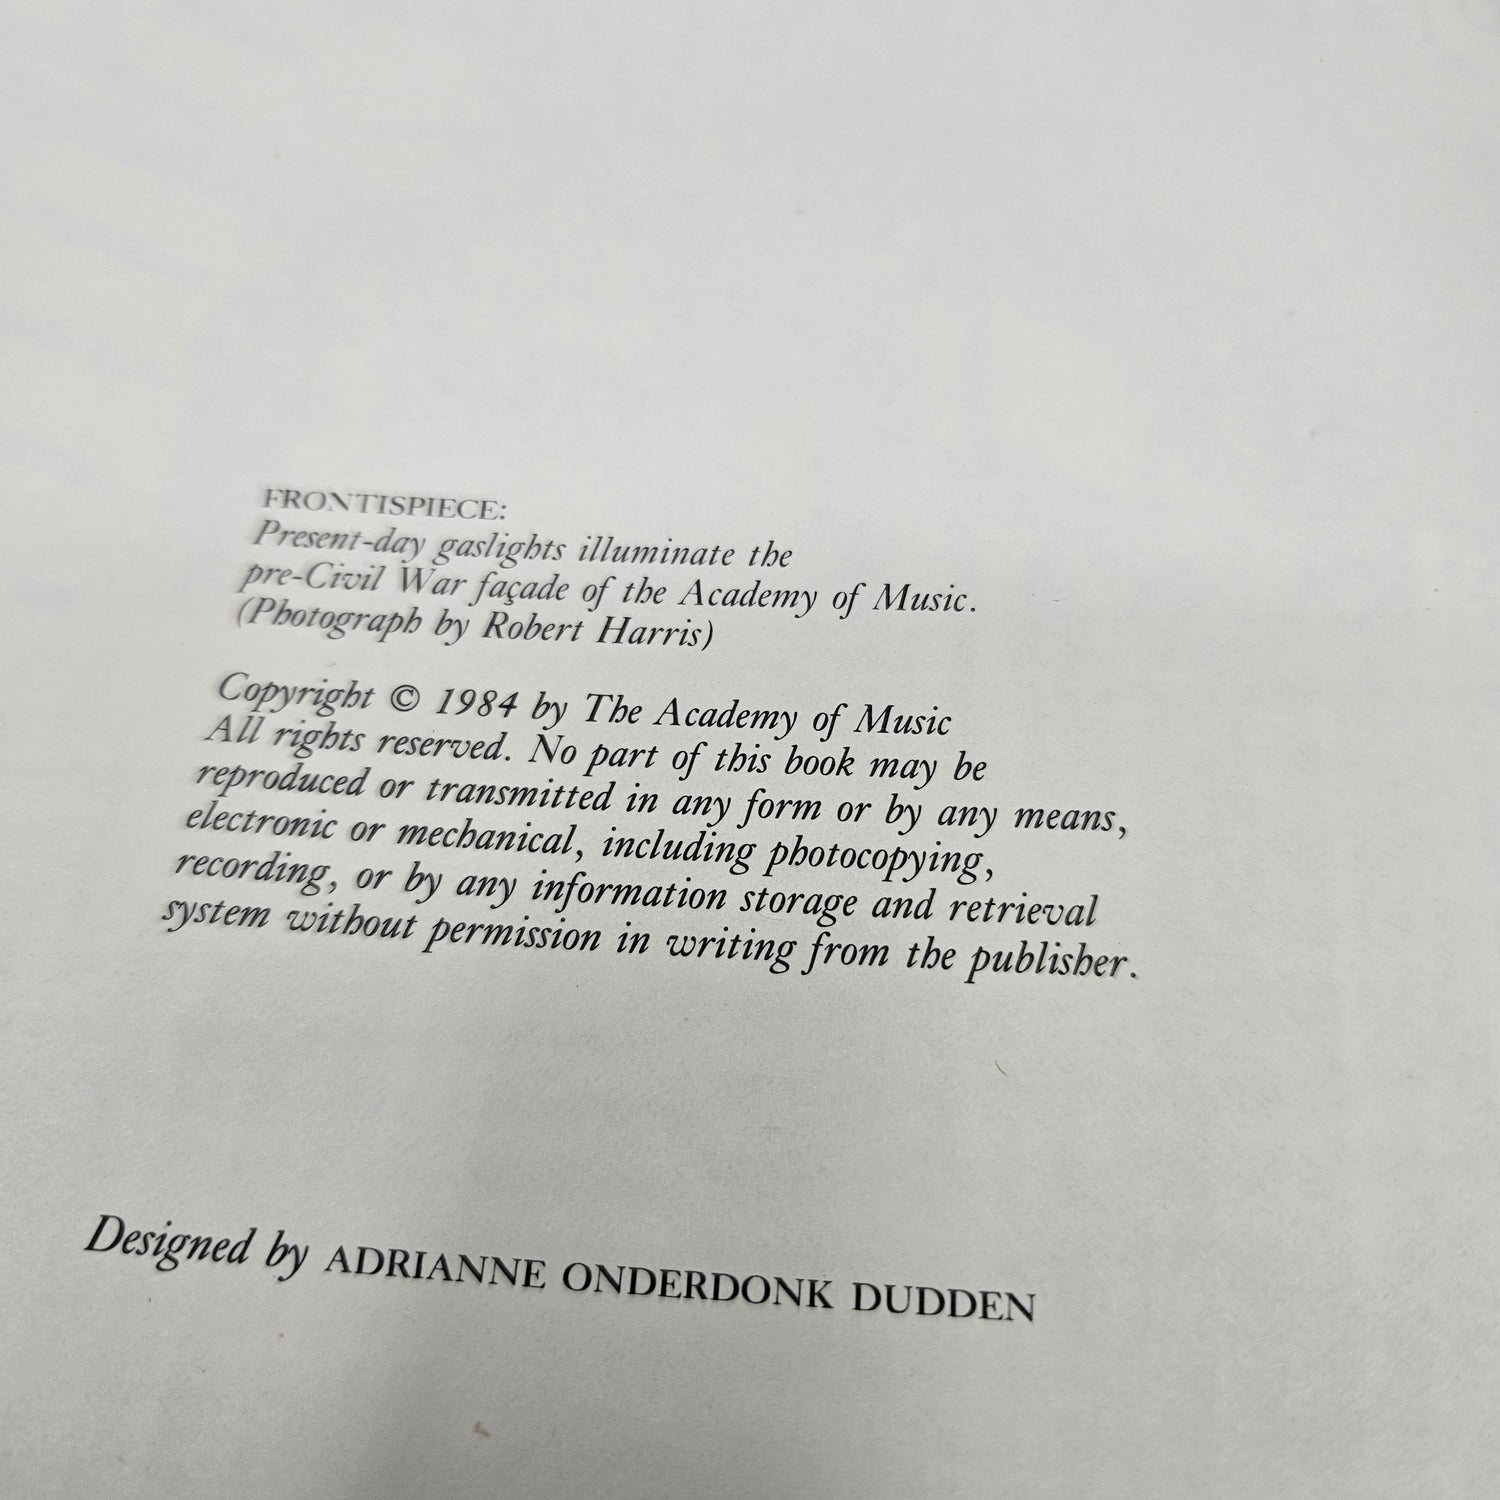 FRONTISPIECE:
Present-day gaslights illuminate the
pre-Civil War façade of the Academy of Music.
(Photograph by Robert Harris)
Copyright © 1984 by The Academy of Music
All rights reserved. No part of this book may be
reproduced or transmitted in any form or by any means,
electronic or mechanical, including photocopying,
recording, or by any information storage and retrieval
system without permission in writing from the publisher.
Designed by ADRIANNE ONDERDONK DUDDEN